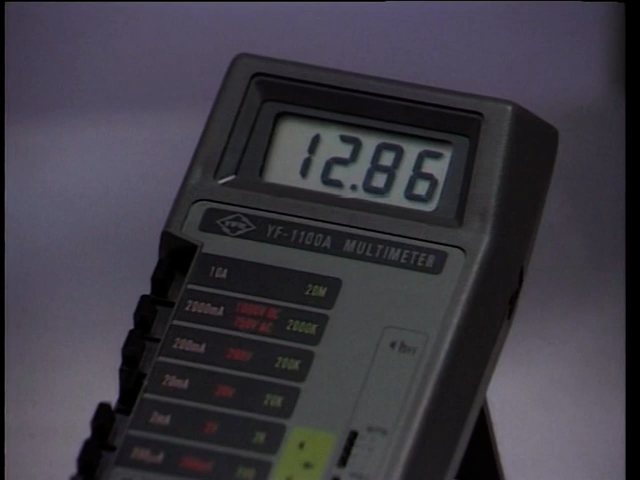 12.86
YF-1100A MULTIMETER
10A 20M
2000mA 1000V DC 750V AC 2000K
200mA 200V 200K
20mA 20V 20K
2mA 2V 2K